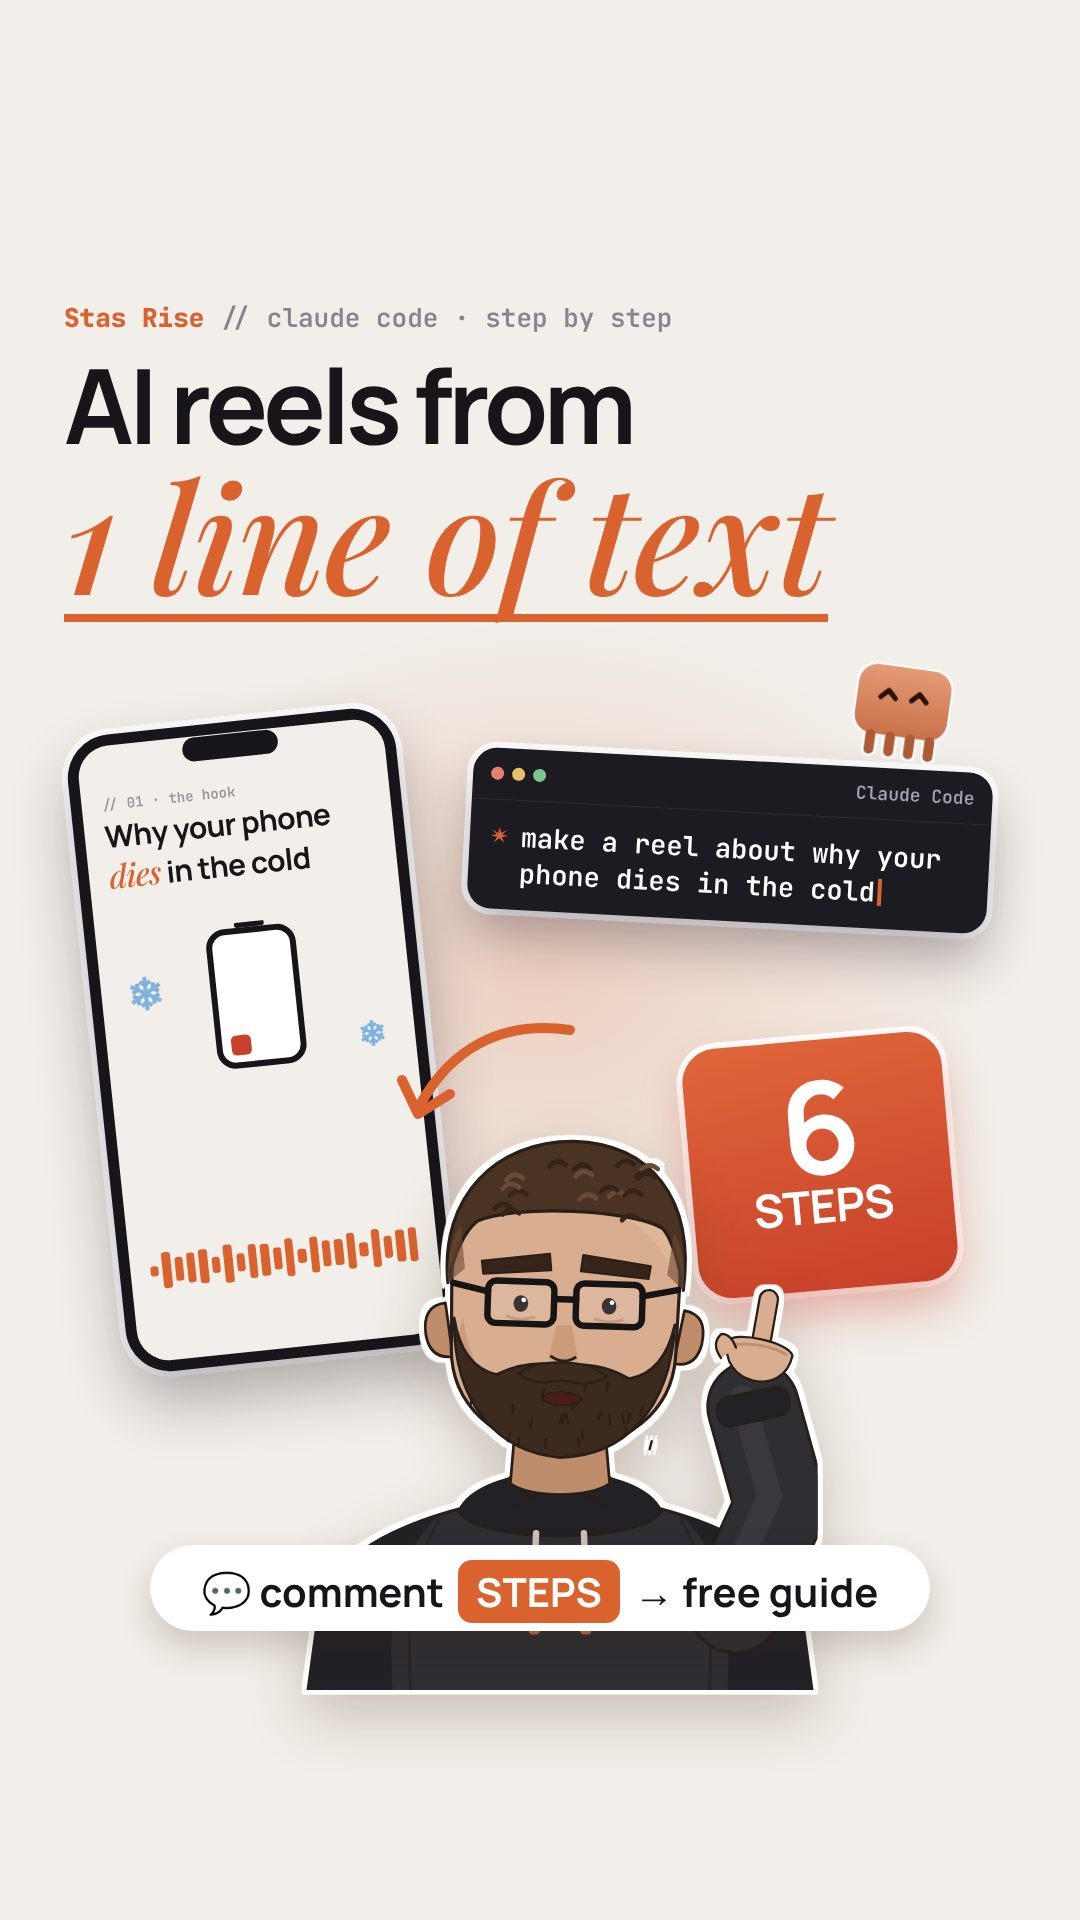 Stas Rise // claude code · step by step
AI reels from
1 line of text
// 01 · the hook
Why your phone
dies in the cold
Claude Code
make a reel about why your
phone dies in the cold
6
STEPS
comment STEPS → free guide